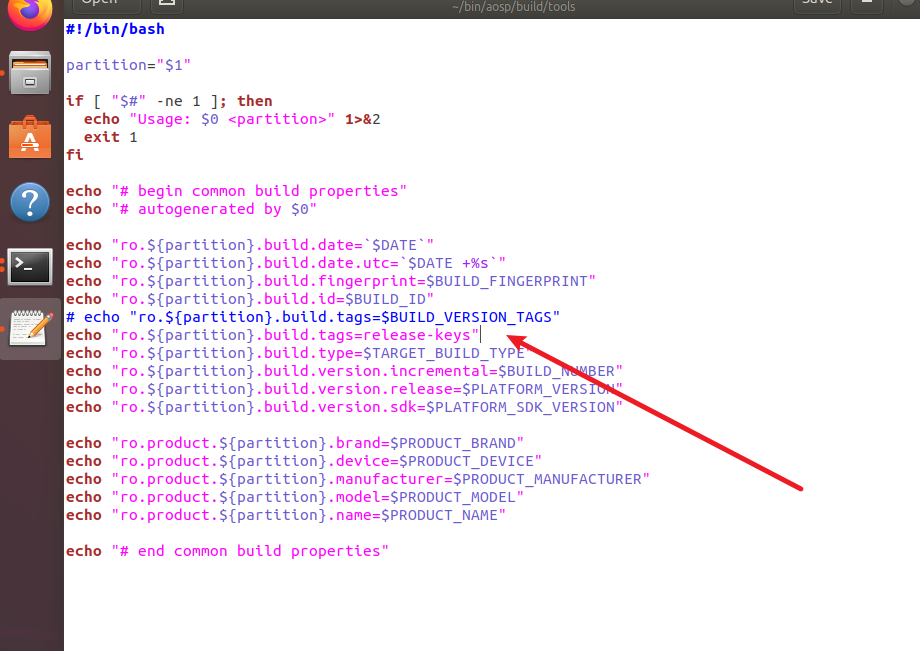 Open
~/bin/aosp/build/tools
Save
#!/bin/bash
partition="$1"
if [ "$#" -ne 1 ]; then
echo "Usage: $0 <partition>" 1>&2
exit 1
fi
echo "# begin common build properties"
echo "# autogenerated by $0"
echo "ro.${partition}.build.date=`$DATE`"
echo "ro.${partition}.build.date.utc=`$DATE +%s`"
echo "ro.${partition}.build.fingerprint=$BUILD_FINGERPRINT"
echo "ro.${partition}.build.id=$BUILD_ID"
# echo "ro.${partition}.build.tags=$BUILD_VERSION_TAGS"
echo "ro.${partition}.build.tags=release-keys"
echo "ro.${partition}.build.type=$TARGET_BUILD_TYPE"
echo "ro.${partition}.build.version.incremental=$BUILD_NUMBER"
echo "ro.${partition}.build.version.release=$PLATFORM_VERSION"
echo "ro.${partition}.build.version.sdk=$PLATFORM_SDK_VERSION"
echo "ro.product.${partition}.brand=$PRODUCT_BRAND"
echo "ro.product.${partition}.device=$PRODUCT_DEVICE"
echo "ro.product.${partition}.manufacturer=$PRODUCT_MANUFACTURER"
echo "ro.product.${partition}.model=$PRODUCT_MODEL"
echo "ro.product.${partition}.name=$PRODUCT_NAME"
echo "# end common build properties"